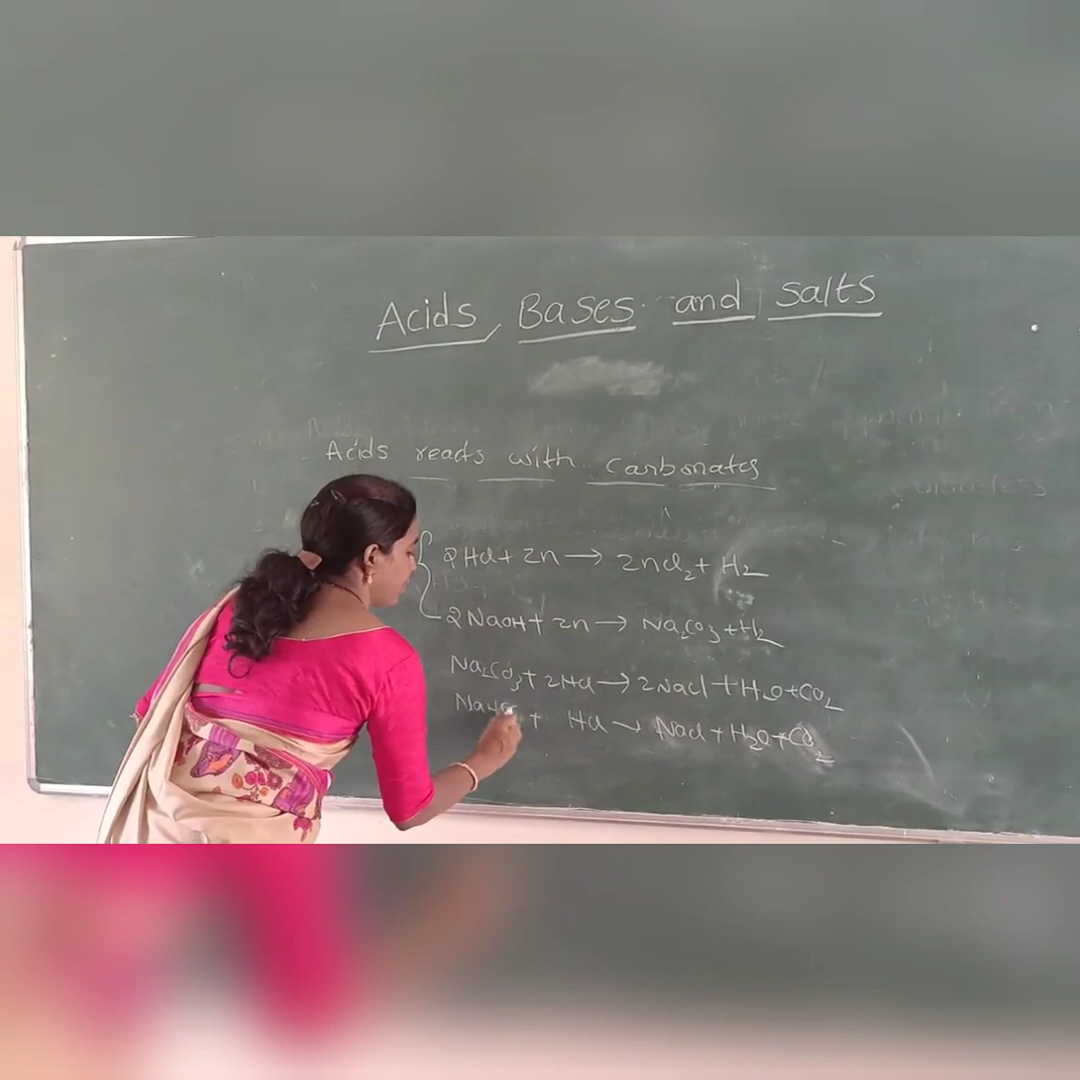 Acids, Bases and salts
Acids reacts with carbonates
2HCl + Zn → ZnCl₂ + H₂
2NaOH + Zn → Na₂CO₃ + H₂
Na₂CO₃ + 2HCl → 2NaCl + H₂O + CO₂
+ HCl → NaCl + H₂O + CO₂